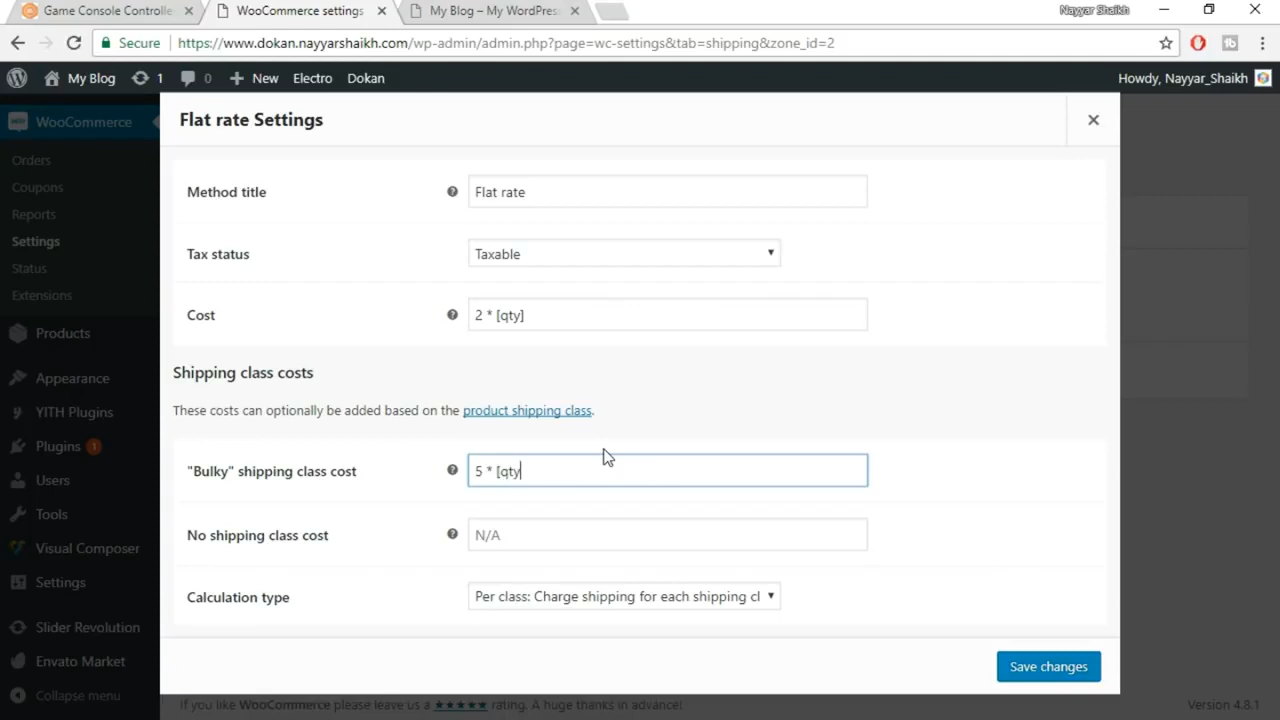 Game Console Controlle
WooCommerce settings
My Blog – My WordPres
Nayyar Shaikh
Secure
https://www.dokan.nayyarshaikh.com/wp-admin/admin.php?page=wc-settings&tab=shipping&zone_id=2
My Blog
1
0
New
Electro
Dokan
Howdy, Nayyar_Shaikh
WooCommerce
Orders
Coupons
Reports
Settings
Status
Extensions
Products
Appearance
YITH Plugins
Plugins 1
Users
Tools
Visual Composer
Settings
Slider Revolution
Envato Market
Collapse menu
Flat rate Settings
Method title
Flat rate
Tax status
Taxable
Cost
2 * [qty]
Shipping class costs
These costs can optionally be added based on the product shipping class.
"Bulky" shipping class cost
5 * [qty
No shipping class cost
N/A
Calculation type
Per class: Charge shipping for each shipping cl
Save changes
If you like WooCommerce please leave us a ★★★★★ rating. A huge thanks in advance!
Version 4.8.1